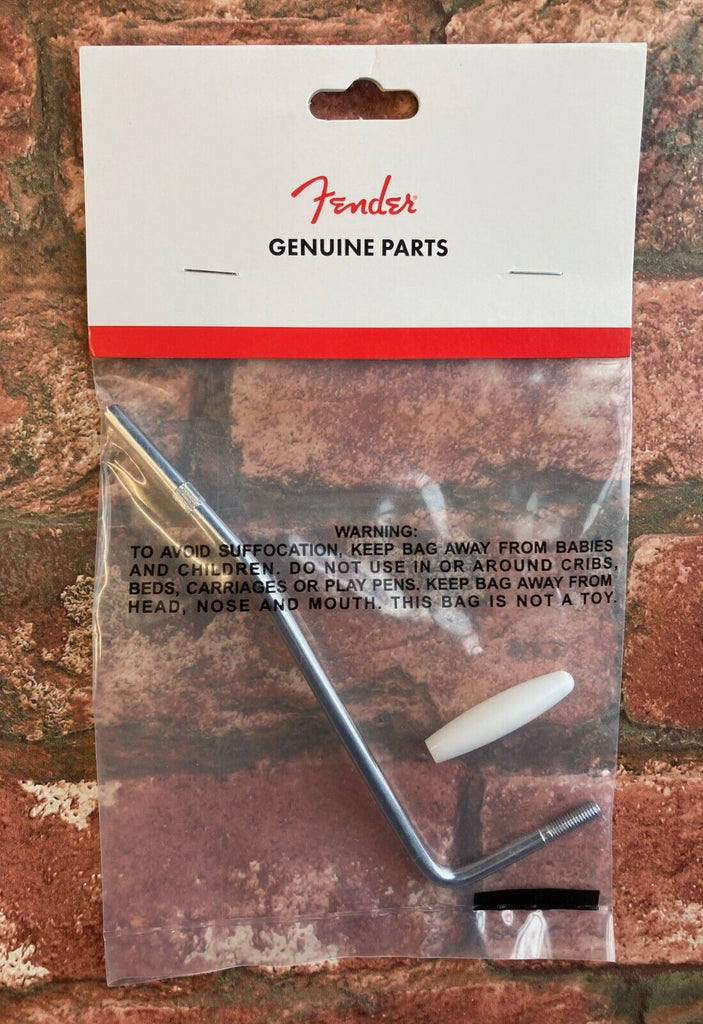 Fender®
GENUINE PARTS
WARNING:
TO AVOID SUFFOCATION, KEEP BAG AWAY FROM BABIES
AND CHILDREN. DO NOT USE IN OR AROUND CRIBS,
BEDS, CARRIAGES OR PLAY PENS. KEEP BAG AWAY FROM
HEAD, NOSE AND MOUTH. THIS BAG IS NOT A TOY.